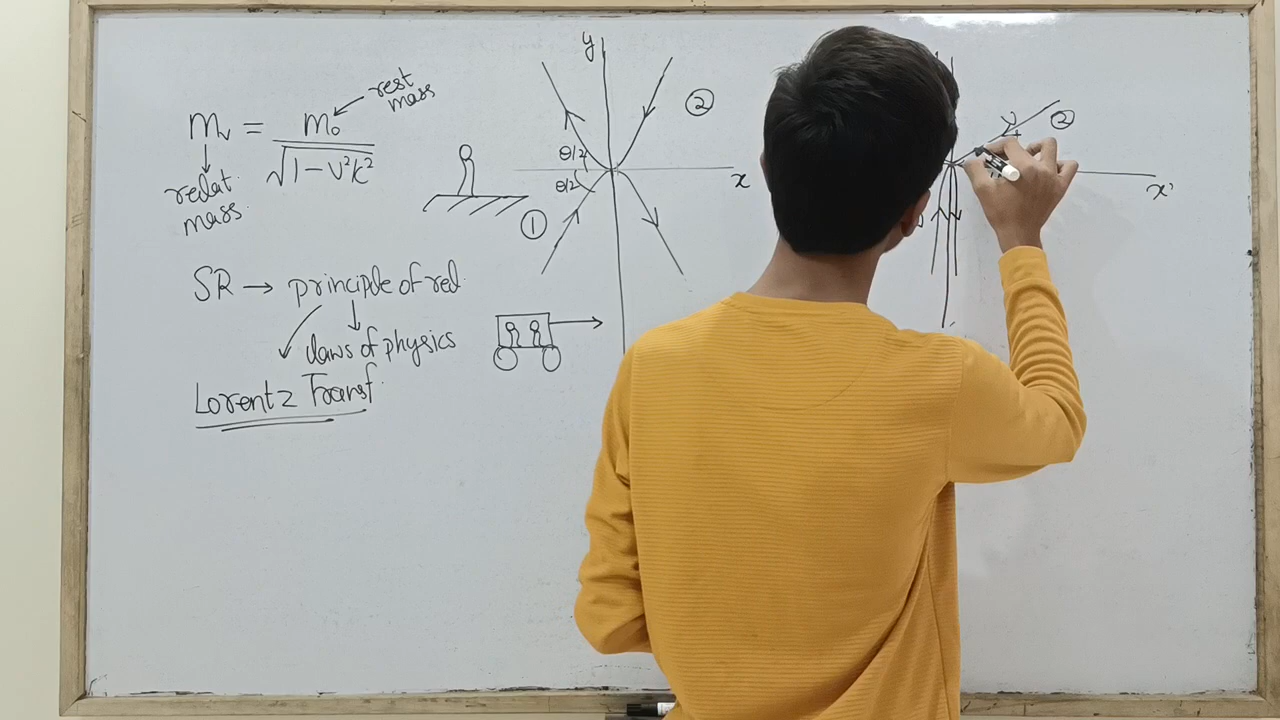 rest
mass
mᵥ = m₀
√1-v²/c²
relat.
mass.
SR → principle of rel.
laws of physics
Lorentz Transf.
y
②
θ/2
θ/2
x
①
②
x'